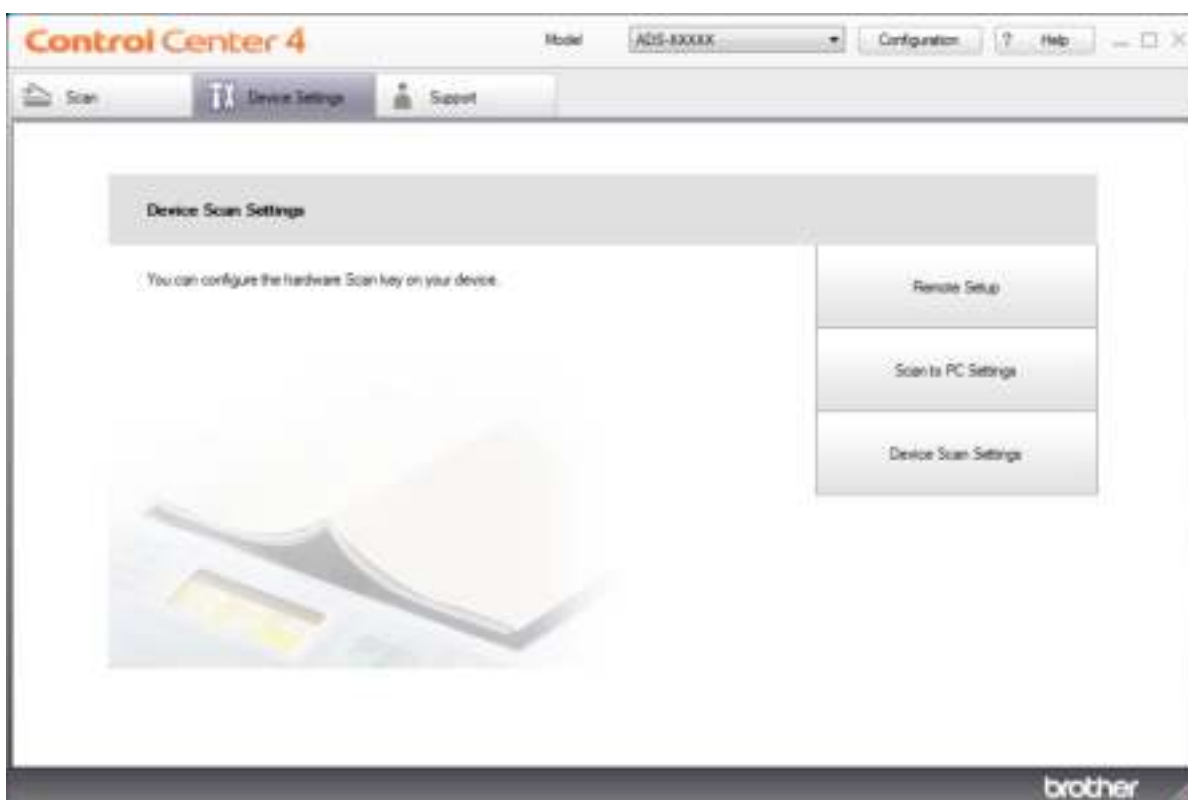 Control Center 4
Model ADS-XXXXX Configuration ? Help
Scan Device Settings Support
Device Scan Settings
You can configure the hardware Scan key on your device.
Remote Setup
Scan to PC Settings
Device Scan Settings
brother